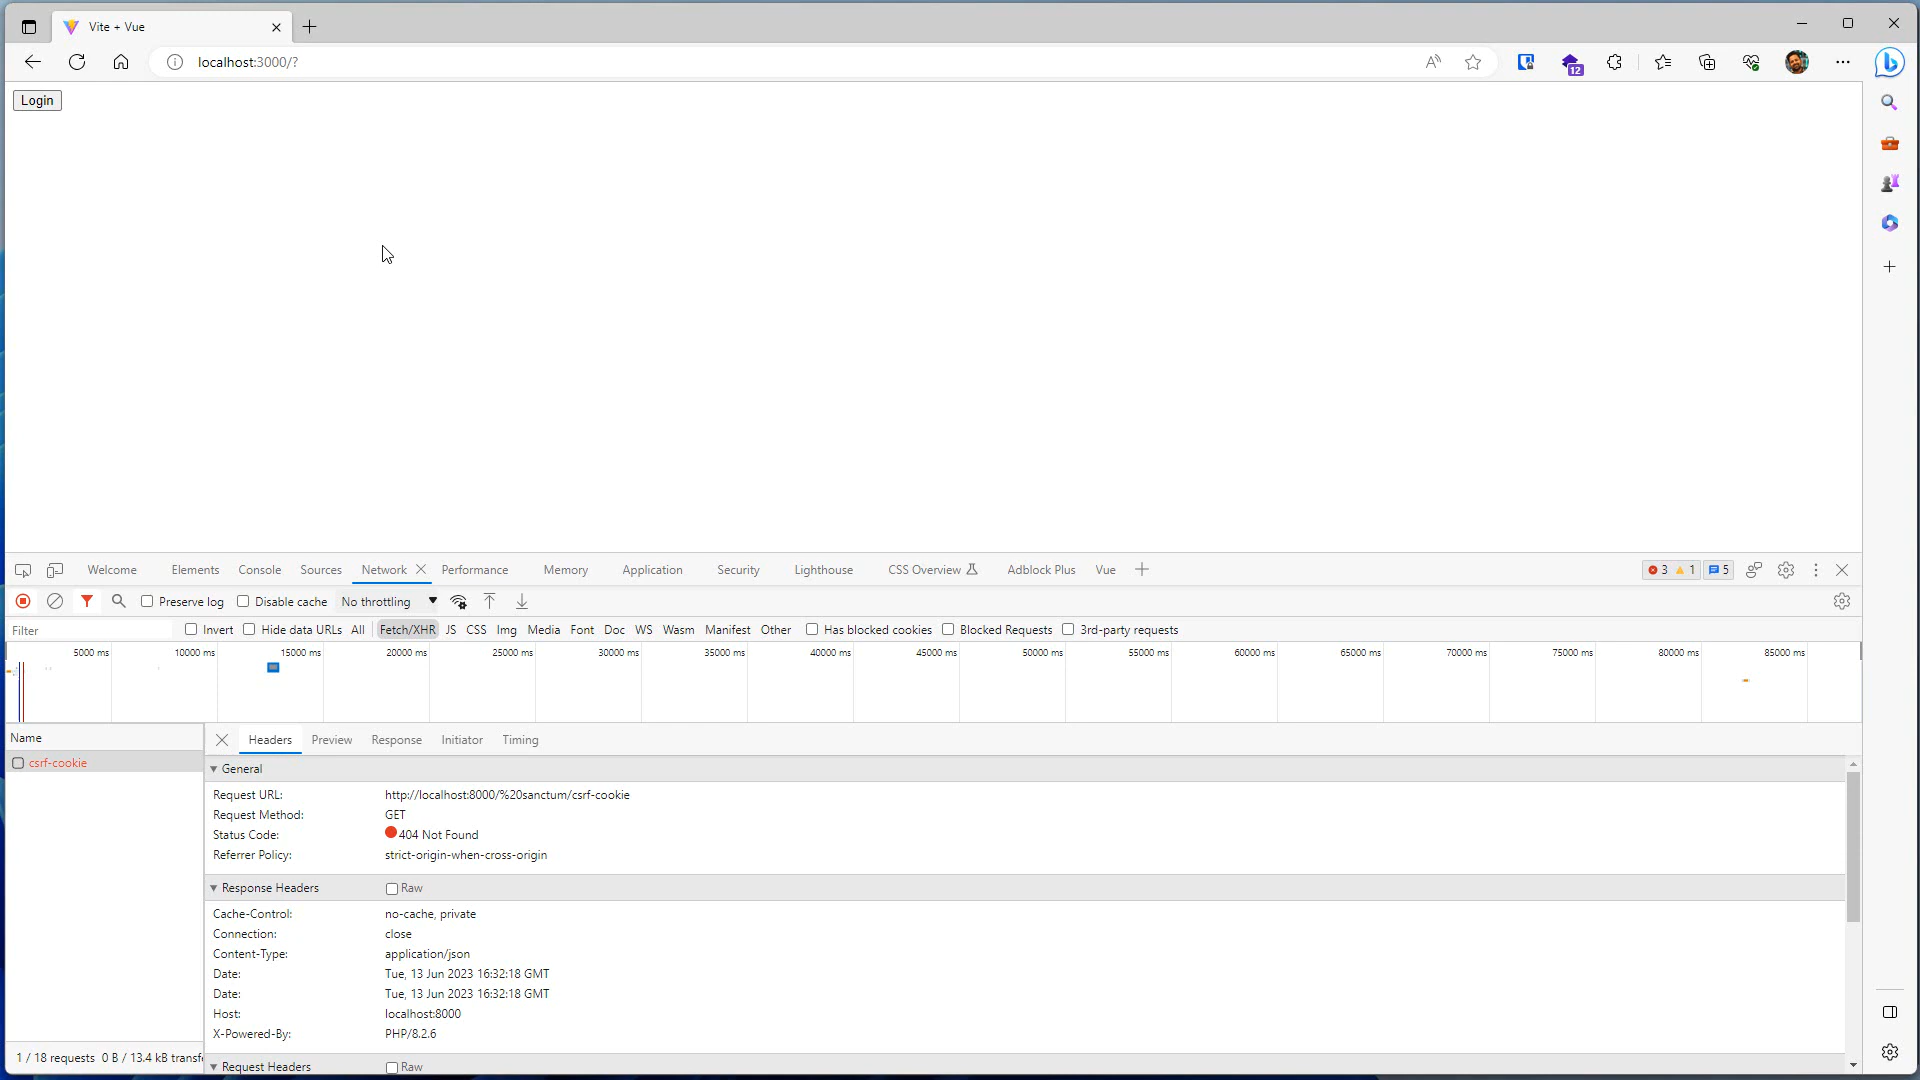 Vite + Vue
localhost:3000/?
12
Login
Welcome Elements Console Sources Network Performance Memory Application Security Lighthouse CSS Overview Adblock Plus Vue 3 1 5
Preserve log Disable cache No throttling
Filter Invert Hide data URLs All Fetch/XHR JS CSS Img Media Font Doc WS Wasm Manifest Other Has blocked cookies Blocked Requests 3rd-party requests
5000 ms 10000 ms 15000 ms 20000 ms 25000 ms 30000 ms 35000 ms 40000 ms 45000 ms 50000 ms 55000 ms 60000 ms 65000 ms 70000 ms 75000 ms 80000 ms 85000 ms
Name
csrf-cookie
1 / 18 requests 0 B / 13.4 kB transfe
Headers Preview Response Initiator Timing
General
Request URL: http://localhost:8000/%20sanctum/csrf-cookie
Request Method: GET
Status Code: 404 Not Found
Referrer Policy: strict-origin-when-cross-origin
Response Headers Raw
Cache-Control: no-cache, private
Connection: close
Content-Type: application/json
Date: Tue, 13 Jun 2023 16:32:18 GMT
Date: Tue, 13 Jun 2023 16:32:18 GMT
Host: localhost:8000
X-Powered-By: PHP/8.2.6
Request Headers Raw